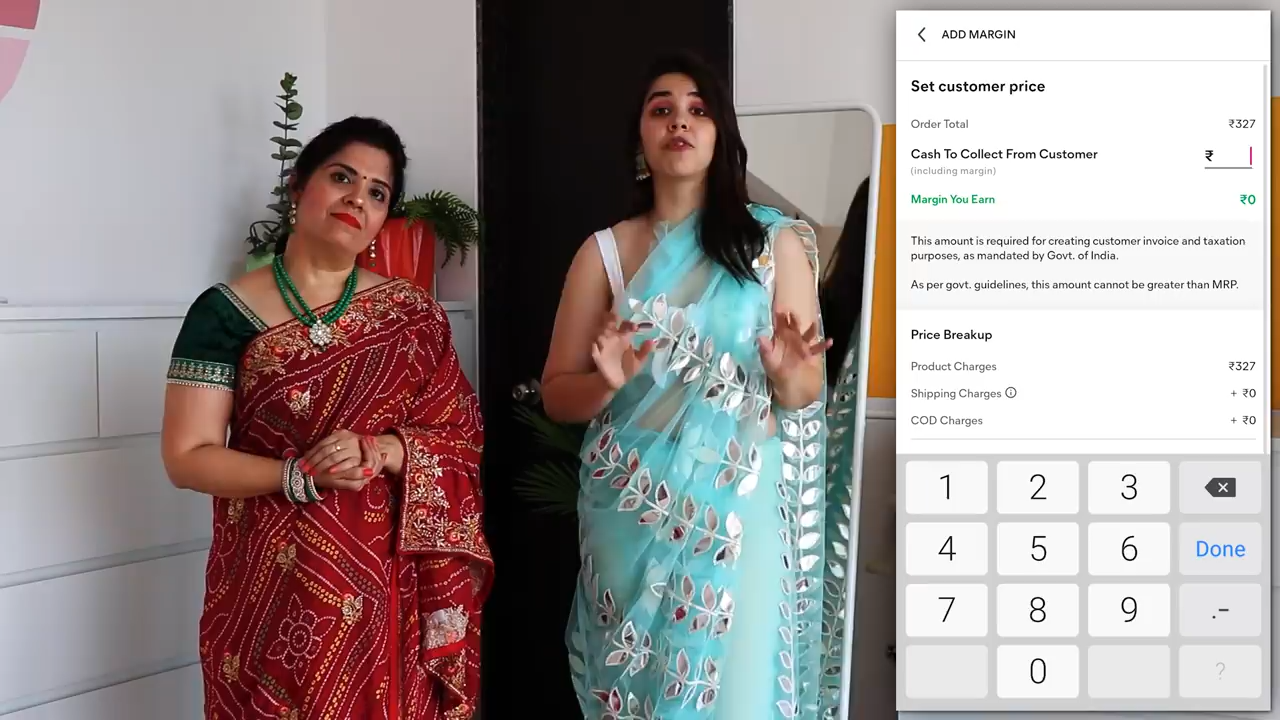 ADD MARGIN
Set customer price
Order Total ₹327
Cash To Collect From Customer ₹
(including margin)
Margin You Earn ₹0
This amount is required for creating customer invoice and taxation
purposes, as mandated by Govt. of India.
As per govt. guidelines, this amount cannot be greater than MRP.
Price Breakup
Product Charges ₹327
Shipping Charges + ₹0
COD Charges + ₹0
1 2 3
4 5 6 Done
7 8 9 .-
0 ?